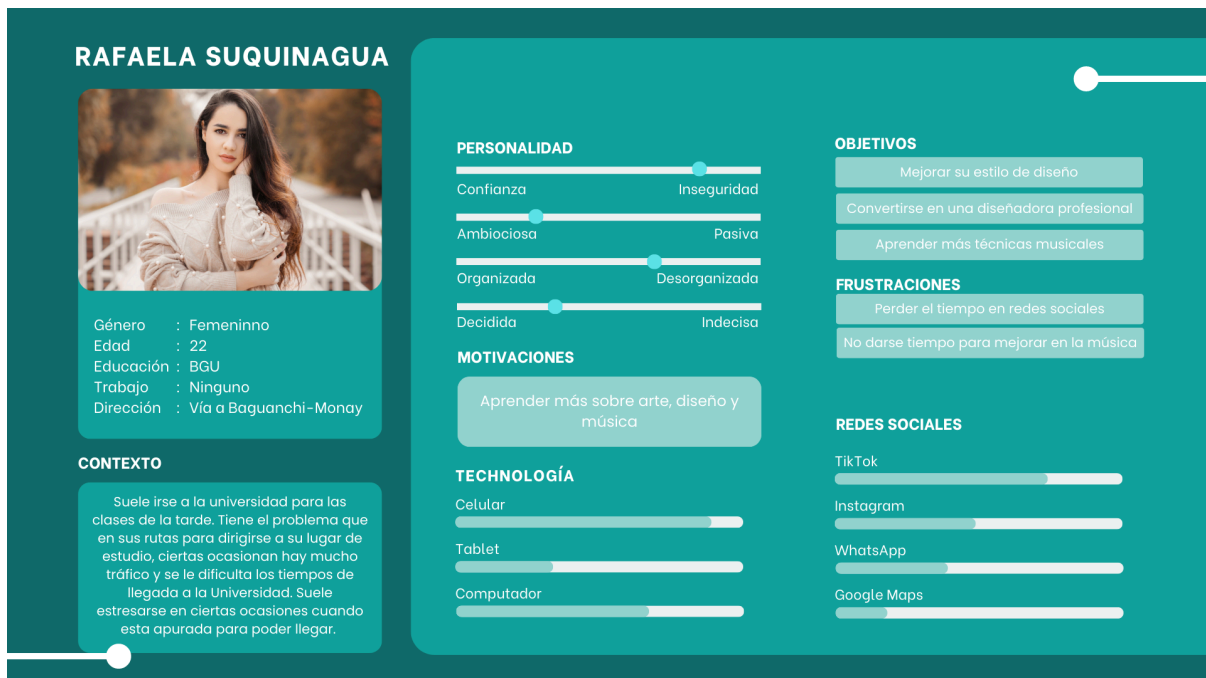 RAFAELA SUQUINAGUA
Género : Femeninno
Edad : 22
Educación : BGU
Trabajo : Ninguno
Dirección : Vía a Baguanchi-Monay
CONTEXTO
Suele irse a la universidad para las
clases de la tarde. Tiene el problema que
en sus rutas para dirigirse a su lugar de
estudio, ciertas ocasionan hay mucho
tráfico y se le dificulta los tiempos de
llegada a la Universidad. Suele
estresarse en ciertas ocasiones cuando
esta apurada para poder llegar.
PERSONALIDAD
Confianza Inseguridad
Ambiociosa Pasiva
Organizada Desorganizada
Decidida Indecisa
MOTIVACIONES
Aprender más sobre arte, diseño y
música
TECHNOLOGÍA
Celular
Tablet
Computador
OBJETIVOS
Mejorar su estilo de diseño
Convertirse en una diseñadora profesional
Aprender más técnicas musicales
FRUSTRACIONES
Perder el tiempo en redes sociales
No darse tiempo para mejorar en la música
REDES SOCIALES
TikTok
Instagram
WhatsApp
Google Maps